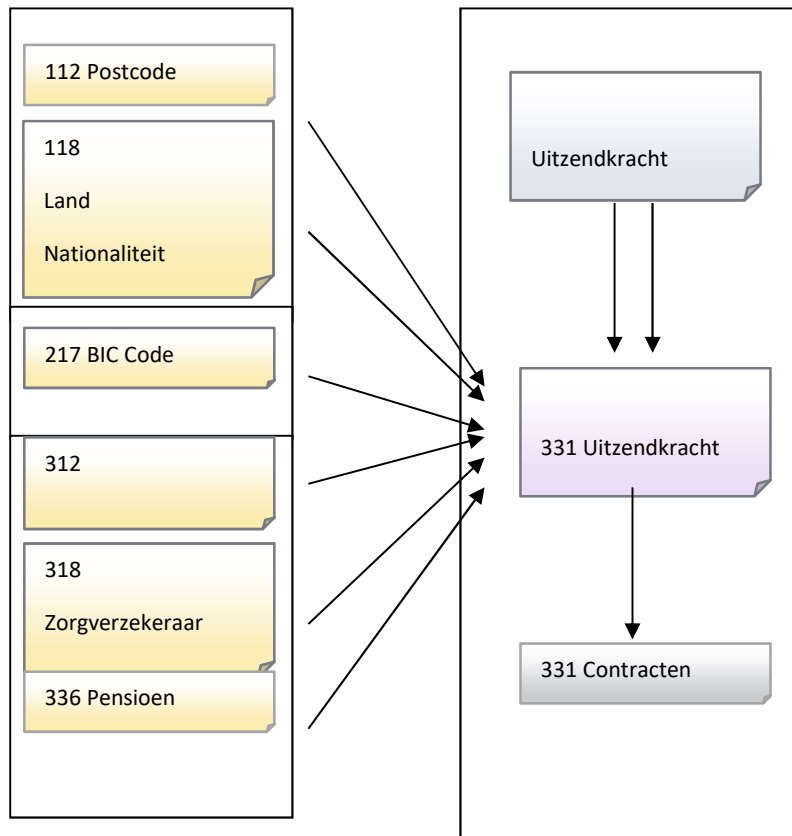 112 Postcode
118
Land
Nationaliteit
217 BIC Code
312
318
Zorgverzekeraar
336 Pensioen
Uitzendkracht
331 Uitzendkracht
331 Contracten